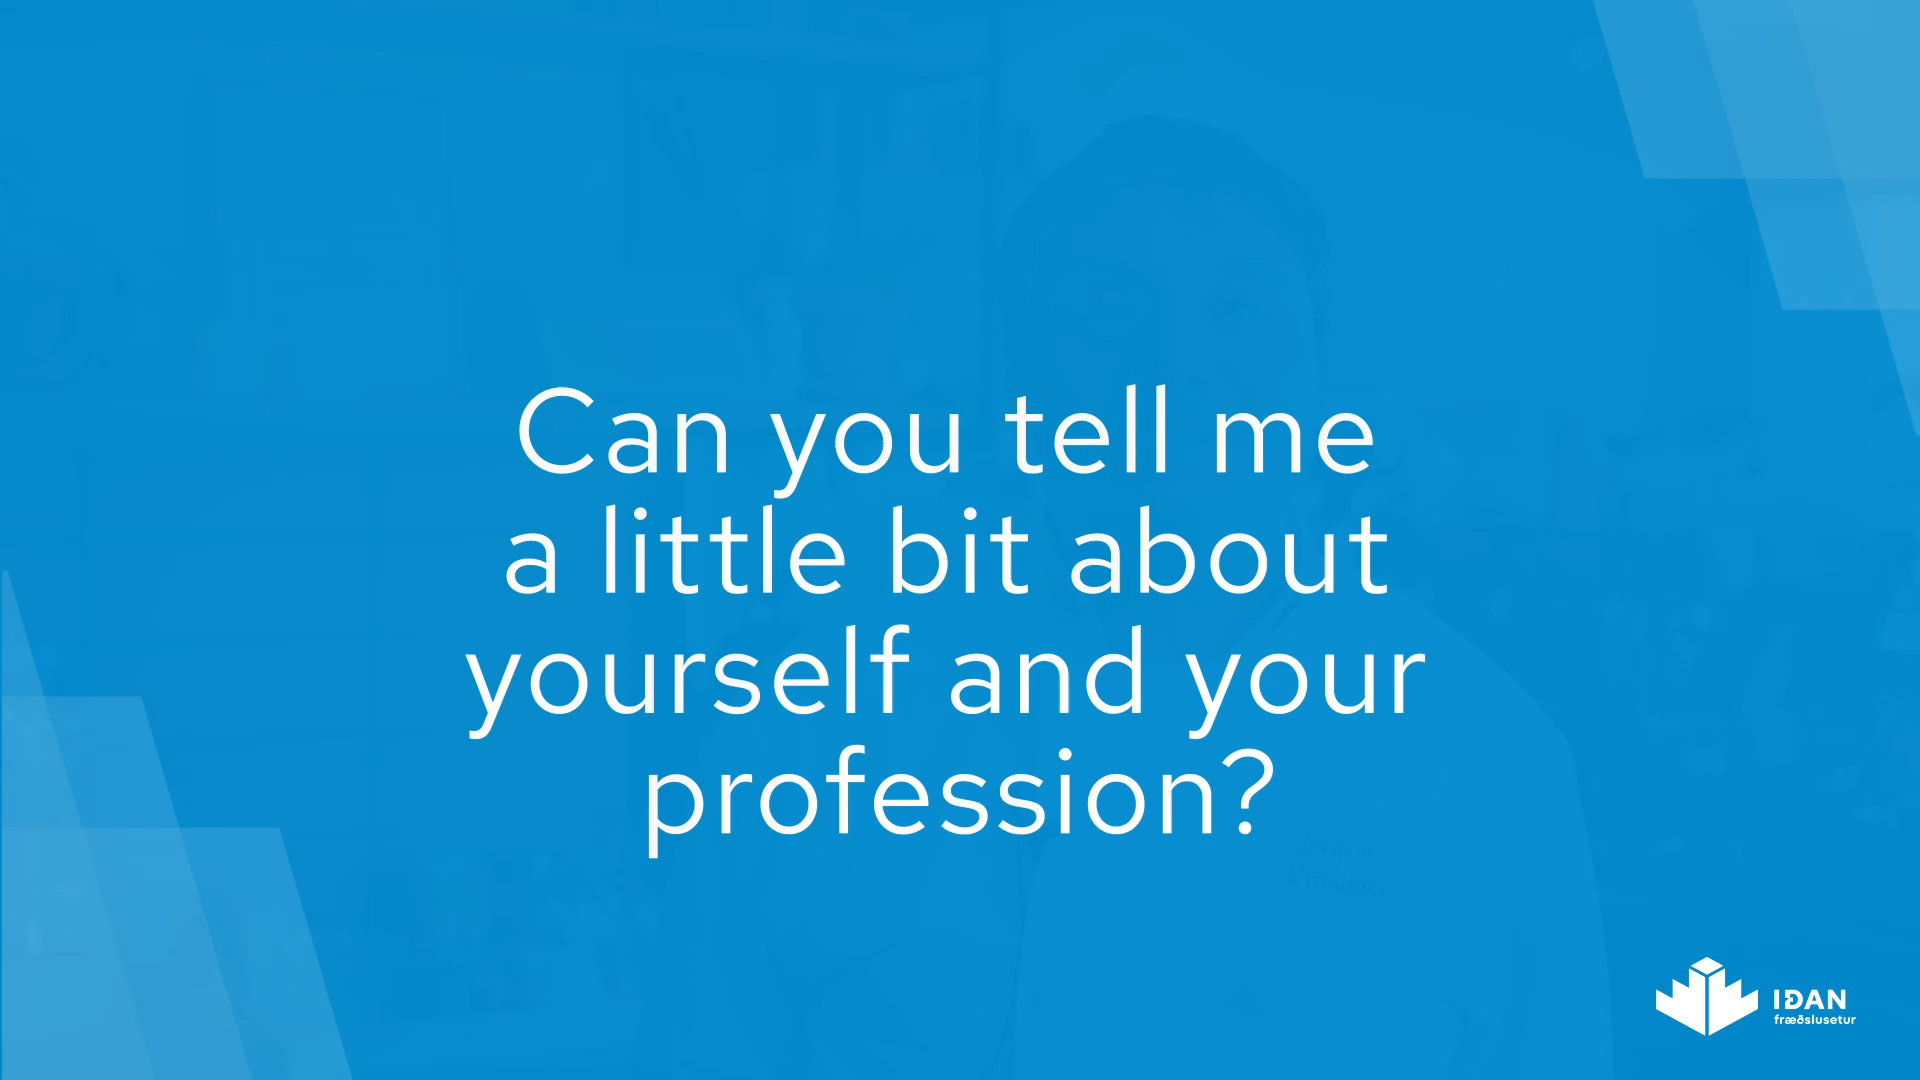 Can you tell me
a little bit about
yourself and your
profession?
IÐAN
fræðslusetur